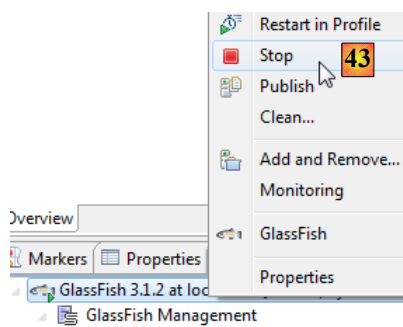 Restart in Profile
Stop
43
Publish
Clean...
Add and Remove...
Monitoring
Overview
GlassFish
Markers Properties
Properties
GlassFish 3.1.2 at loc
GlassFish Management